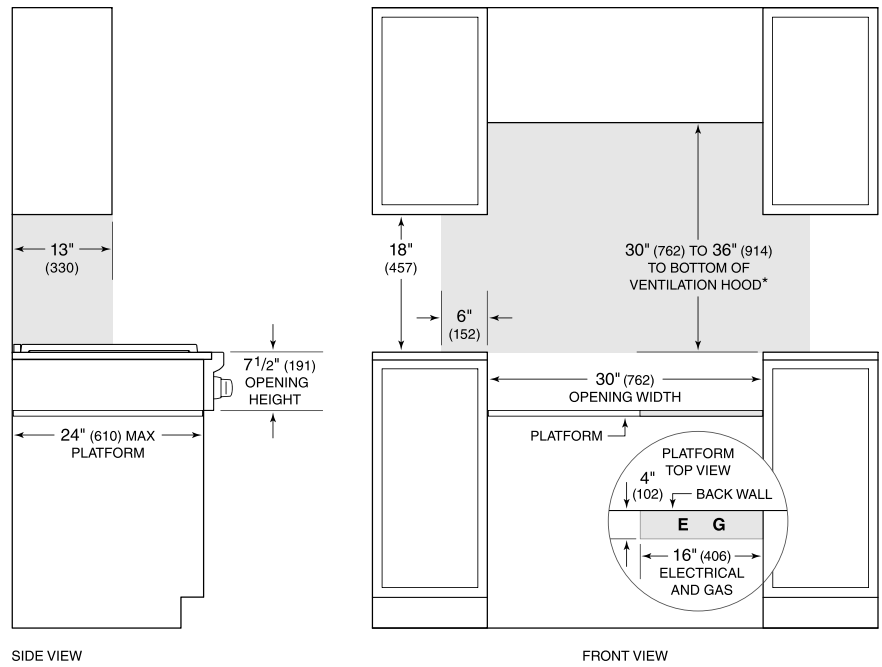 13"
(330)
7 1/2" (191)
OPENING
HEIGHT
24" (610) MAX
PLATFORM
SIDE VIEW
18"
(457)
30" (762) TO 36" (914)
TO BOTTOM OF
VENTILATION HOOD*
6"
(152)
30" (762)
OPENING WIDTH
PLATFORM
PLATFORM
TOP VIEW
4"
(102)
BACK WALL
E G
16" (406)
ELECTRICAL
AND GAS
FRONT VIEW